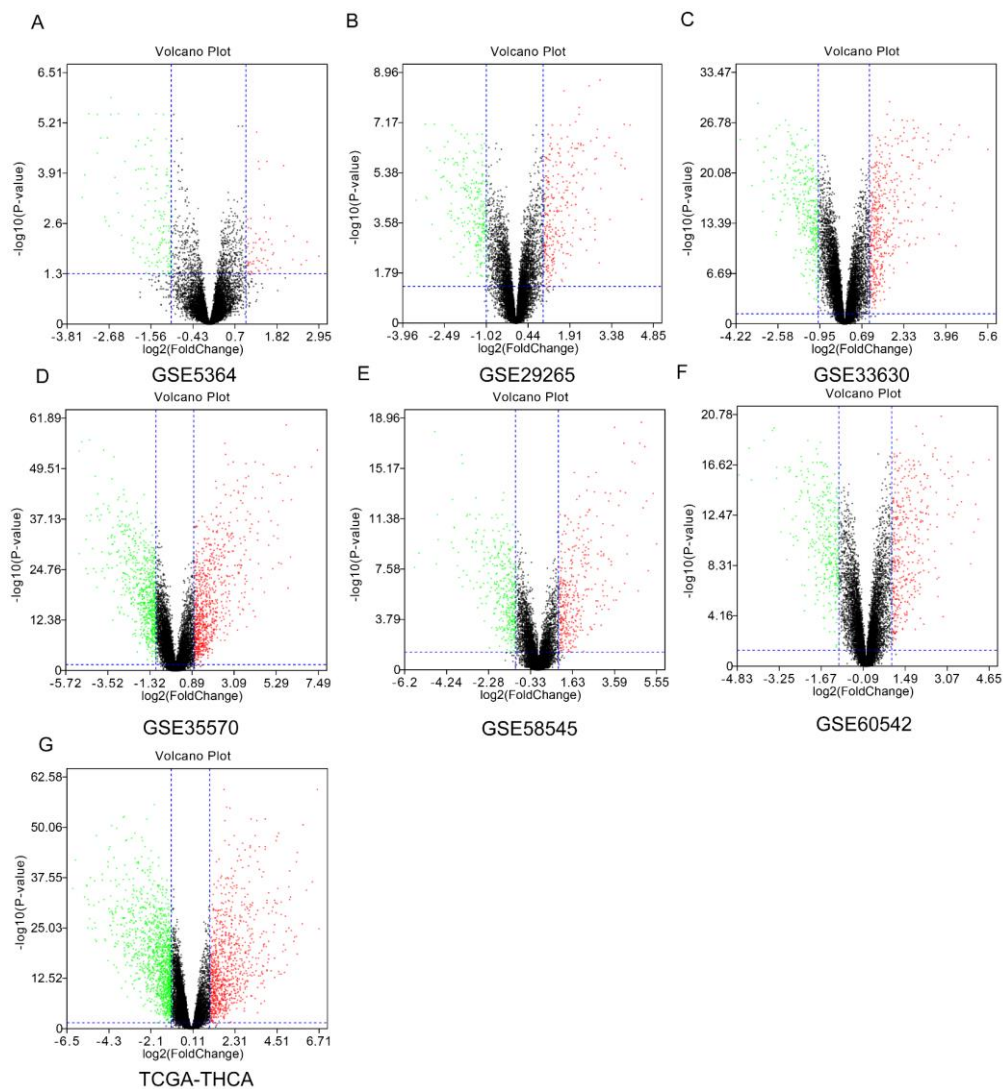 A
Volcano Plot
6.51
5.21
3.91
2.6
1.3
0
-log10(P-value)
-3.81 -2.68 -1.56 -0.43 0.7 1.82 2.95
log2(FoldChange)
GSE5364
B
Volcano Plot
8.96
7.17
5.38
3.58
1.79
0
-log10(P-value)
-3.96 -2.49 -1.02 0.44 1.91 3.38 4.85
log2(FoldChange)
GSE29265
C
Volcano Plot
33.47
26.78
20.08
13.39
6.69
0
-log10(P-value)
-4.22 -2.58 -0.95 0.69 2.33 3.96 5.6
log2(FoldChange)
GSE33630
D
Volcano Plot
61.89
49.51
37.13
24.76
12.38
0
-log10(P-value)
-5.72 -3.52 -1.32 0.89 3.09 5.29 7.49
log2(FoldChange)
GSE35570
E
Volcano Plot
18.96
15.17
11.38
7.58
3.79
0
-log10(P-value)
-6.2 -4.24 -2.28 -0.33 1.63 3.59 5.55
log2(FoldChange)
GSE58545
F
Volcano Plot
20.78
16.62
12.47
8.31
4.16
0
-log10(P-value)
-4.83 -3.25 -1.67 -0.09 1.49 3.07 4.65
log2(FoldChange)
GSE60542
G
Volcano Plot
62.58
50.06
37.55
25.03
12.52
0
-log10(P-value)
-6.5 -4.3 -2.1 0.11 2.31 4.51 6.71
log2(FoldChange)
TCGA-THCA